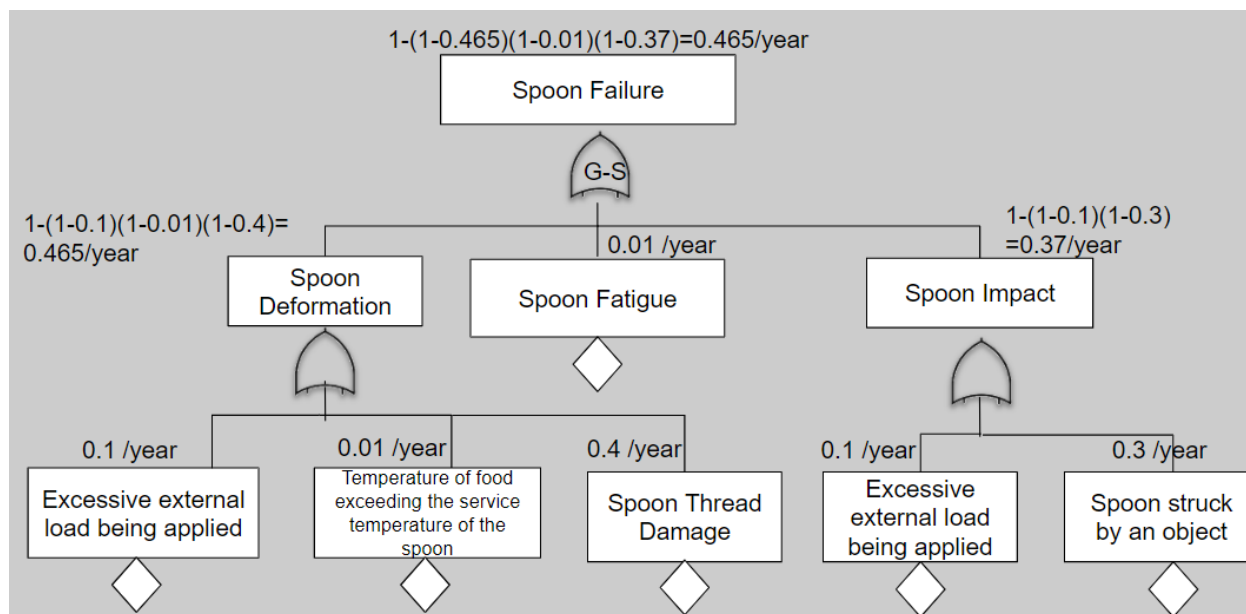 1-(1-0.465)(1-0.01)(1-0.37)=0.465/year
Spoon Failure
G-S
1-(1-0.1)(1-0.01)(1-0.4)=
0.465/year
0.01 /year
1-(1-0.1)(1-0.3)
=0.37/year
Spoon
Deformation
Spoon Fatigue
Spoon Impact
0.1 /year
0.01 /year
0.4 /year
0.1 /year
0.3 /year
Excessive external
load being applied
Temperature of food
exceeding the service
temperature of the
spoon
Spoon Thread
Damage
Excessive
external load
being applied
Spoon struck
by an object